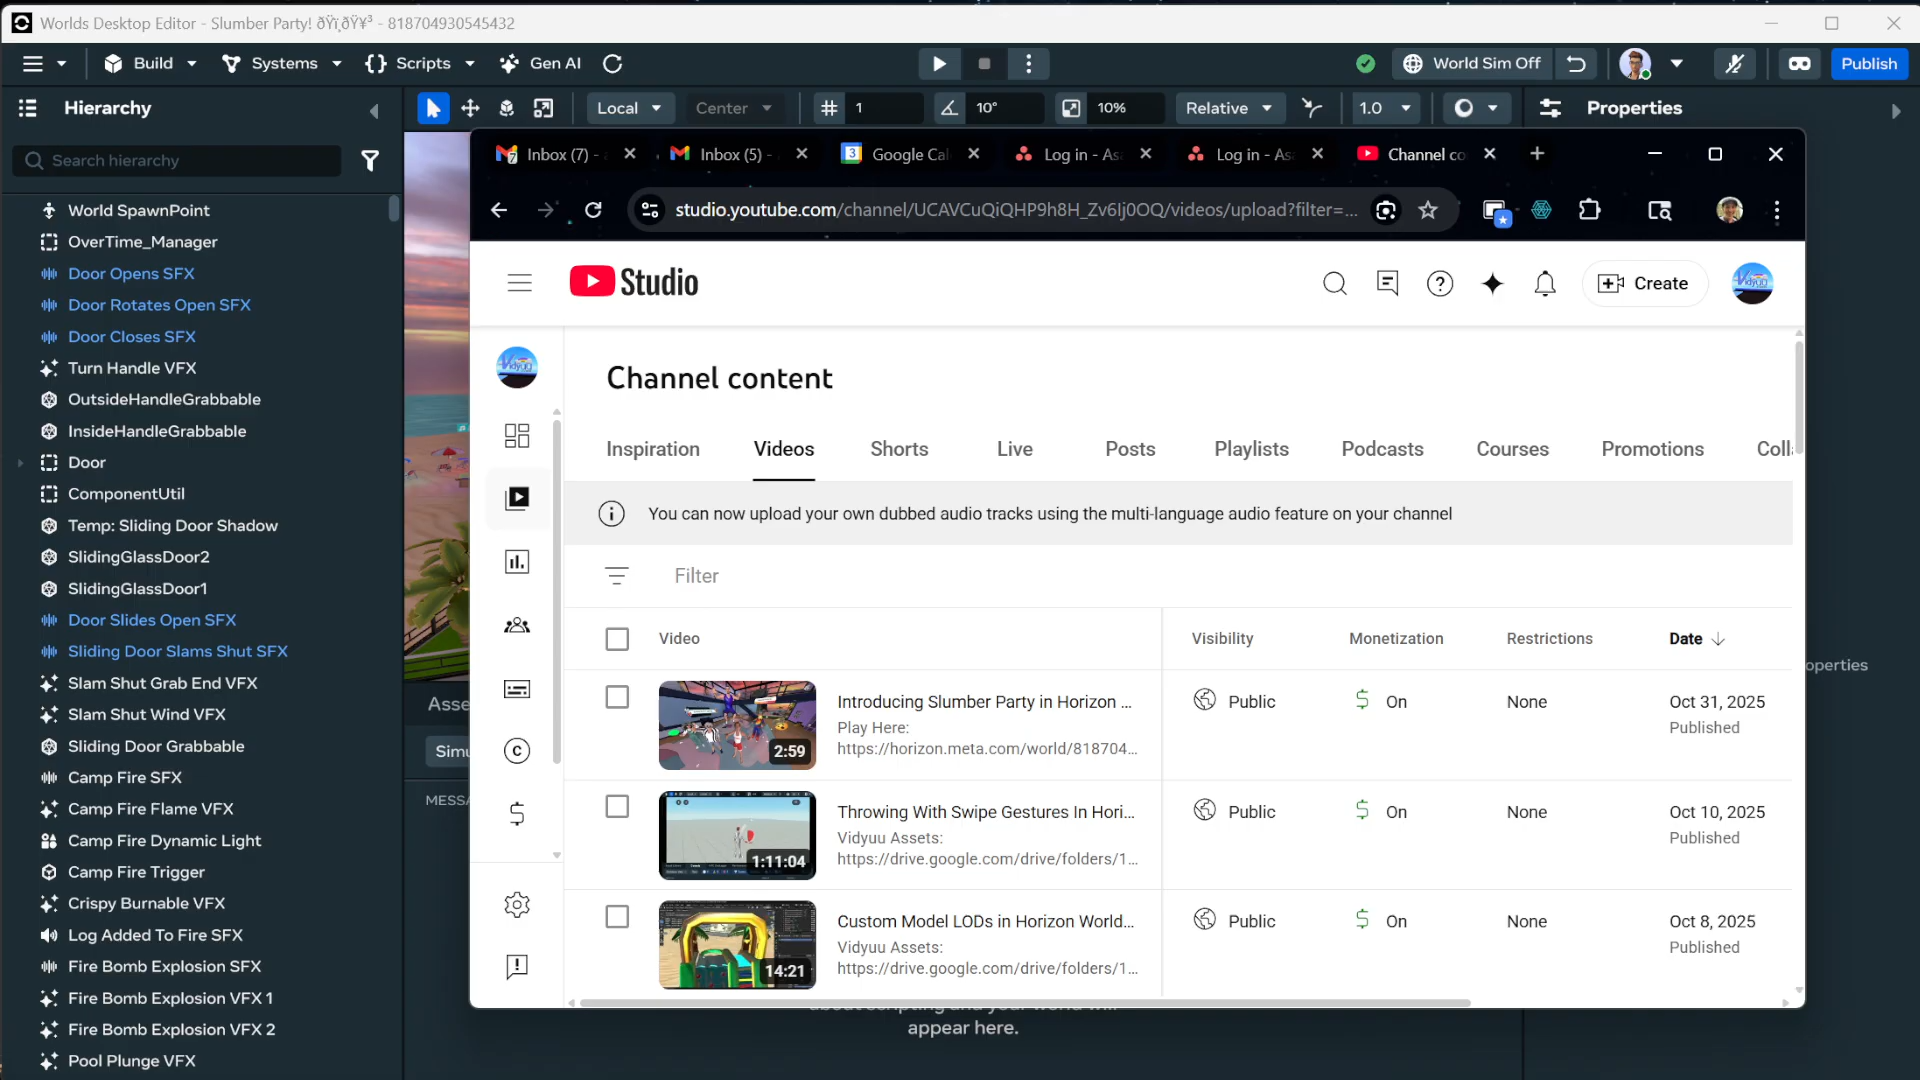 Worlds Desktop Editor - Slumber Party! ðŸï¸ðŸ¥³ - 818704930545432
Build
Systems
Scripts
Gen AI
World Sim Off
Publish
Hierarchy
Local
Center
1
10°
10%
Relative
1.0
Properties
Search hierarchy
World SpawnPoint
OverTime_Manager
Door Opens SFX
Door Rotates Open SFX
Door Closes SFX
Turn Handle VFX
OutsideHandleGrabbable
InsideHandleGrabbable
Door
ComponentUtil
Temp: Sliding Door Shadow
SlidingGlassDoor2
SlidingGlassDoor1
Door Slides Open SFX
Sliding Door Slams Shut SFX
Slam Shut Grab End VFX
Slam Shut Wind VFX
Sliding Door Grabbable
Camp Fire SFX
Camp Fire Flame VFX
Camp Fire Dynamic Light
Camp Fire Trigger
Crispy Burnable VFX
Log Added To Fire SFX
Fire Bomb Explosion SFX
Fire Bomb Explosion VFX 1
Fire Bomb Explosion VFX 2
Pool Plunge VFX
Asse
Simu
MESSA
operties
appear here.
Inbox (7) -
Inbox (5) -
Google Cal
Log in - Asa
Log in - Asa
Channel co
studio.youtube.com/channel/UCAVCuQiQHP9h8H_Zv6Ij0OQ/videos/upload?filter=...
Studio
Create
Channel content
Inspiration
Videos
Shorts
Live
Posts
Playlists
Podcasts
Courses
Promotions
Coll
You can now upload your own dubbed audio tracks using the multi-language audio feature on your channel
Filter
Video
Visibility
Monetization
Restrictions
Date
2:59
Introducing Slumber Party in Horizon ...
Play Here:
https://horizon.meta.com/world/818704...
Public
On
None
Oct 31, 2025
Published
1:11:04
Throwing With Swipe Gestures In Hori...
Vidyuu Assets:
https://drive.google.com/drive/folders/1...
Public
On
None
Oct 10, 2025
Published
14:21
Custom Model LODs in Horizon World...
Vidyuu Assets:
https://drive.google.com/drive/folders/1...
Public
On
None
Oct 8, 2025
Published